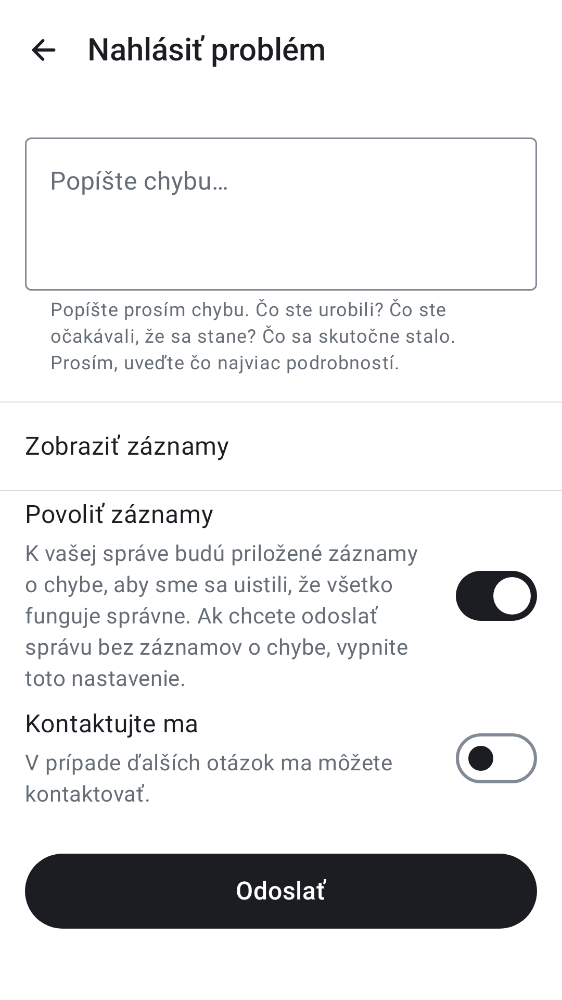 Nahlásiť problém
Popíšte chybu…
Popíšte prosím chybu. Čo ste urobili? Čo ste
očakávali, že sa stane? Čo sa skutočne stalo.
Prosím, uveďte čo najviac podrobností.
Zobraziť záznamy
Povoliť záznamy
K vašej správe budú priložené záznamy
o chybe, aby sme sa uistili, že všetko
funguje správne. Ak chcete odoslať
správu bez záznamov o chybe, vypnite
toto nastavenie.
Kontaktujte ma
V prípade ďalších otázok ma môžete
kontaktovať.
Odoslať